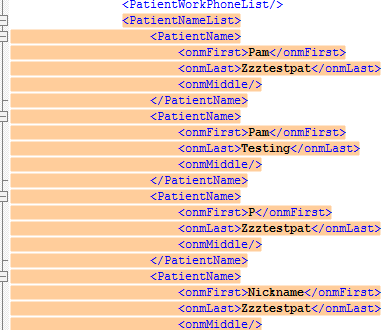 <PatientWorkPhoneList/>
<PatientNameList>
<PatientName>
<onmFirst>Pam</onmFirst>
<onmLast>Zzztestpat</onmLast>
<onmMiddle/>
</PatientName>
<PatientName>
<onmFirst>Pam</onmFirst>
<onmLast>Testing</onmLast>
<onmMiddle/>
</PatientName>
<PatientName>
<onmFirst>P</onmFirst>
<onmLast>Zzztestpat</onmLast>
<onmMiddle/>
</PatientName>
<PatientName>
<onmFirst>Nickname</onmFirst>
<onmLast>Zzztestpat</onmLast>
<onmMiddle/>